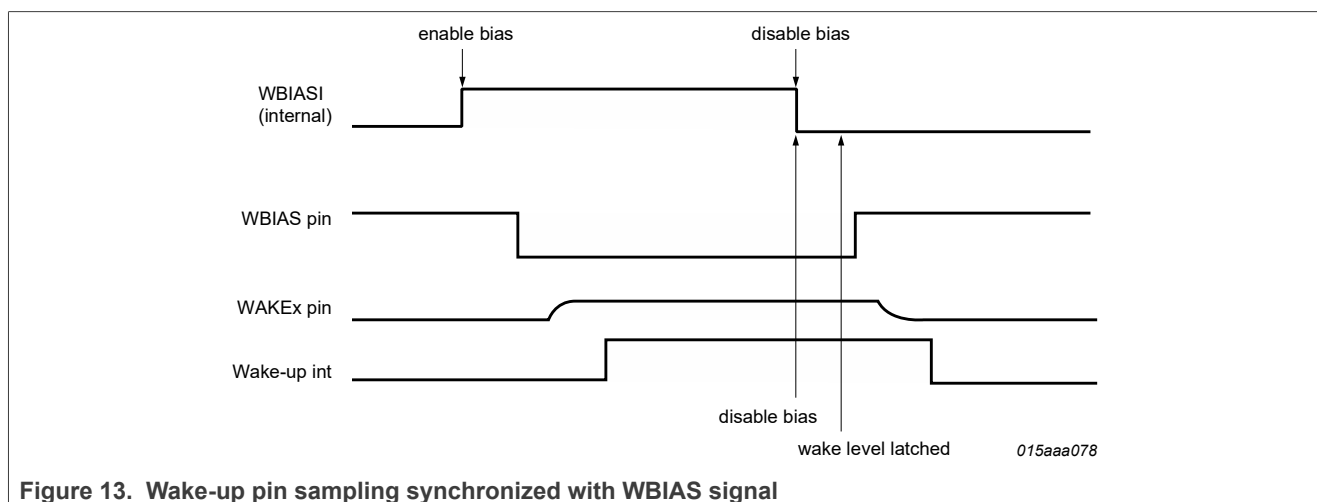 enable bias
disable bias
WBIASI
(internal)
WBIAS pin
WAKEx pin
Wake-up int
disable bias
wake level latched
015aaa078
Figure 13. Wake-up pin sampling synchronized with WBIAS signal